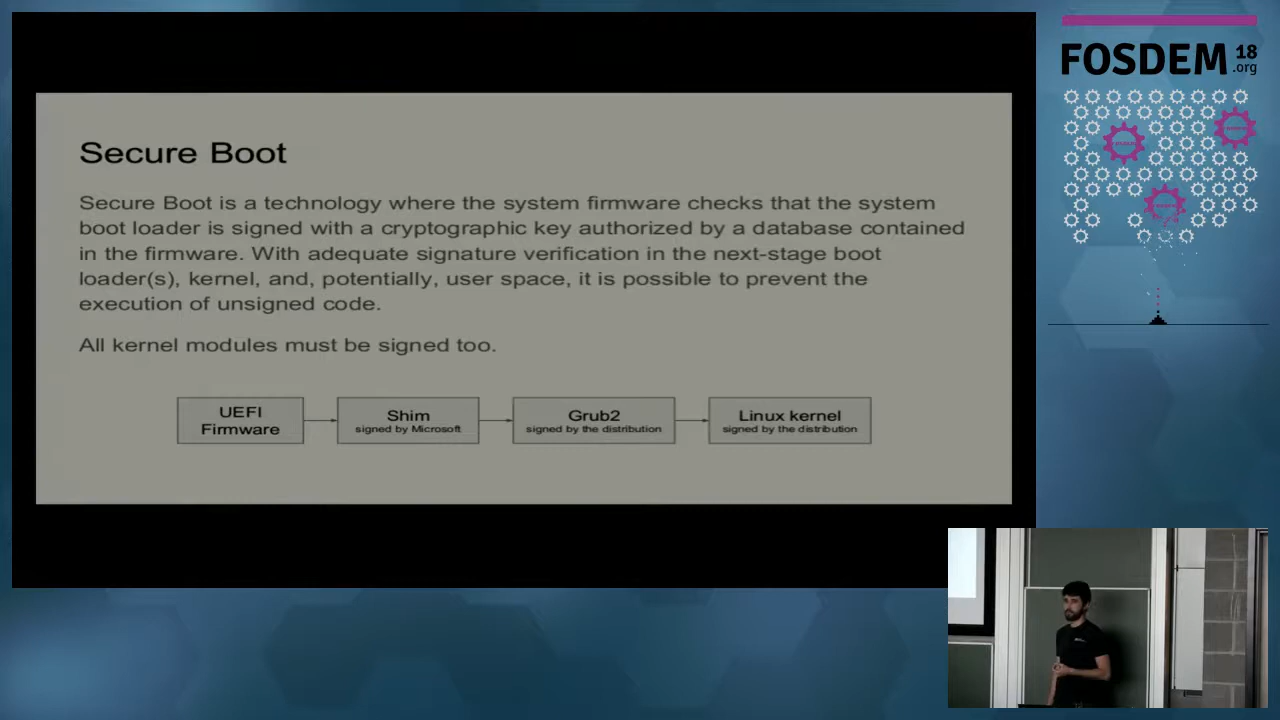 FOSDEM 18
.org
Secure Boot
Secure Boot is a technology where the system firmware checks that the system
boot loader is signed with a cryptographic key authorized by a database contained
in the firmware. With adequate signature verification in the next-stage boot
loader(s), kernel, and, potentially, user space, it is possible to prevent the
execution of unsigned code.
All kernel modules must be signed too.
UEFI
Firmware
Shim
signed by Microsoft
Grub2
signed by the distribution
Linux kernel
signed by the distribution